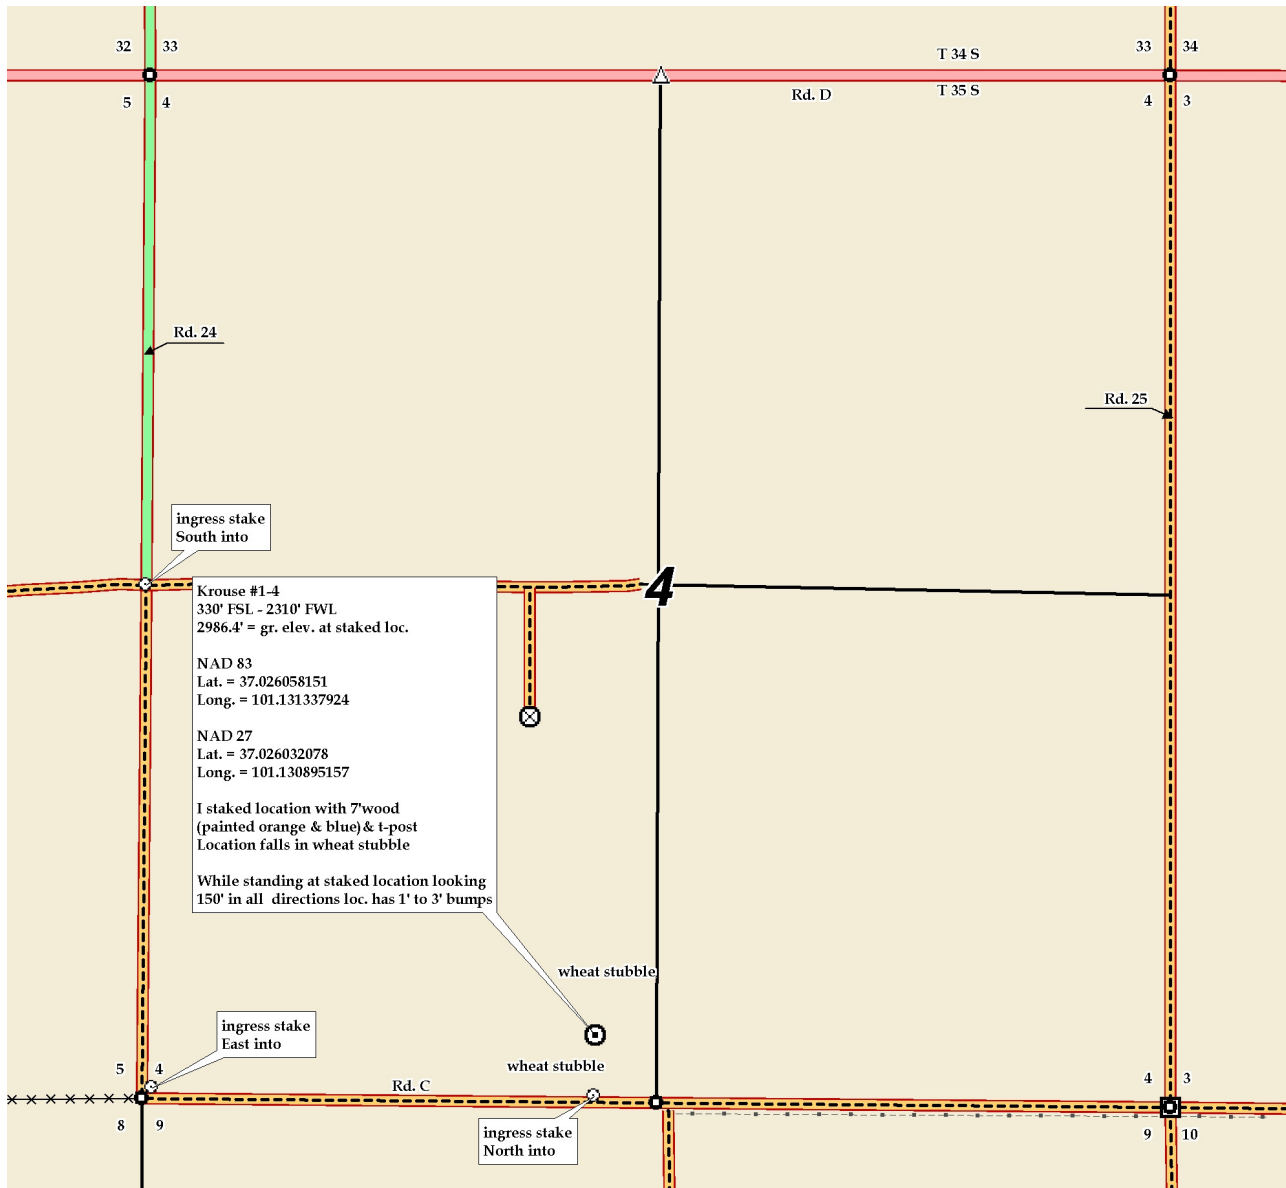 32 33
T 34 S
33 34
5 4
Rd. D
T 35 S
4 3
Rd. 24
Rd. 25
ingress stake
South into
4
Krouse #1-4
330' FSL - 2310' FWL
2986.4' = gr. elev. at staked loc.
NAD 83
Lat. = 37.026058151
Long. = 101.131337924
NAD 27
Lat. = 37.026032078
Long. = 101.130895157
I staked location with 7'wood
(painted orange & blue)& t-post
Location falls in wheat stubble
While standing at staked location looking
150' in all directions loc. has 1' to 3' bumps
wheat stubble
ingress stake
East into
wheat stubble
5 4
Rd. C
4 3
8 9
ingress stake
North into
9 10